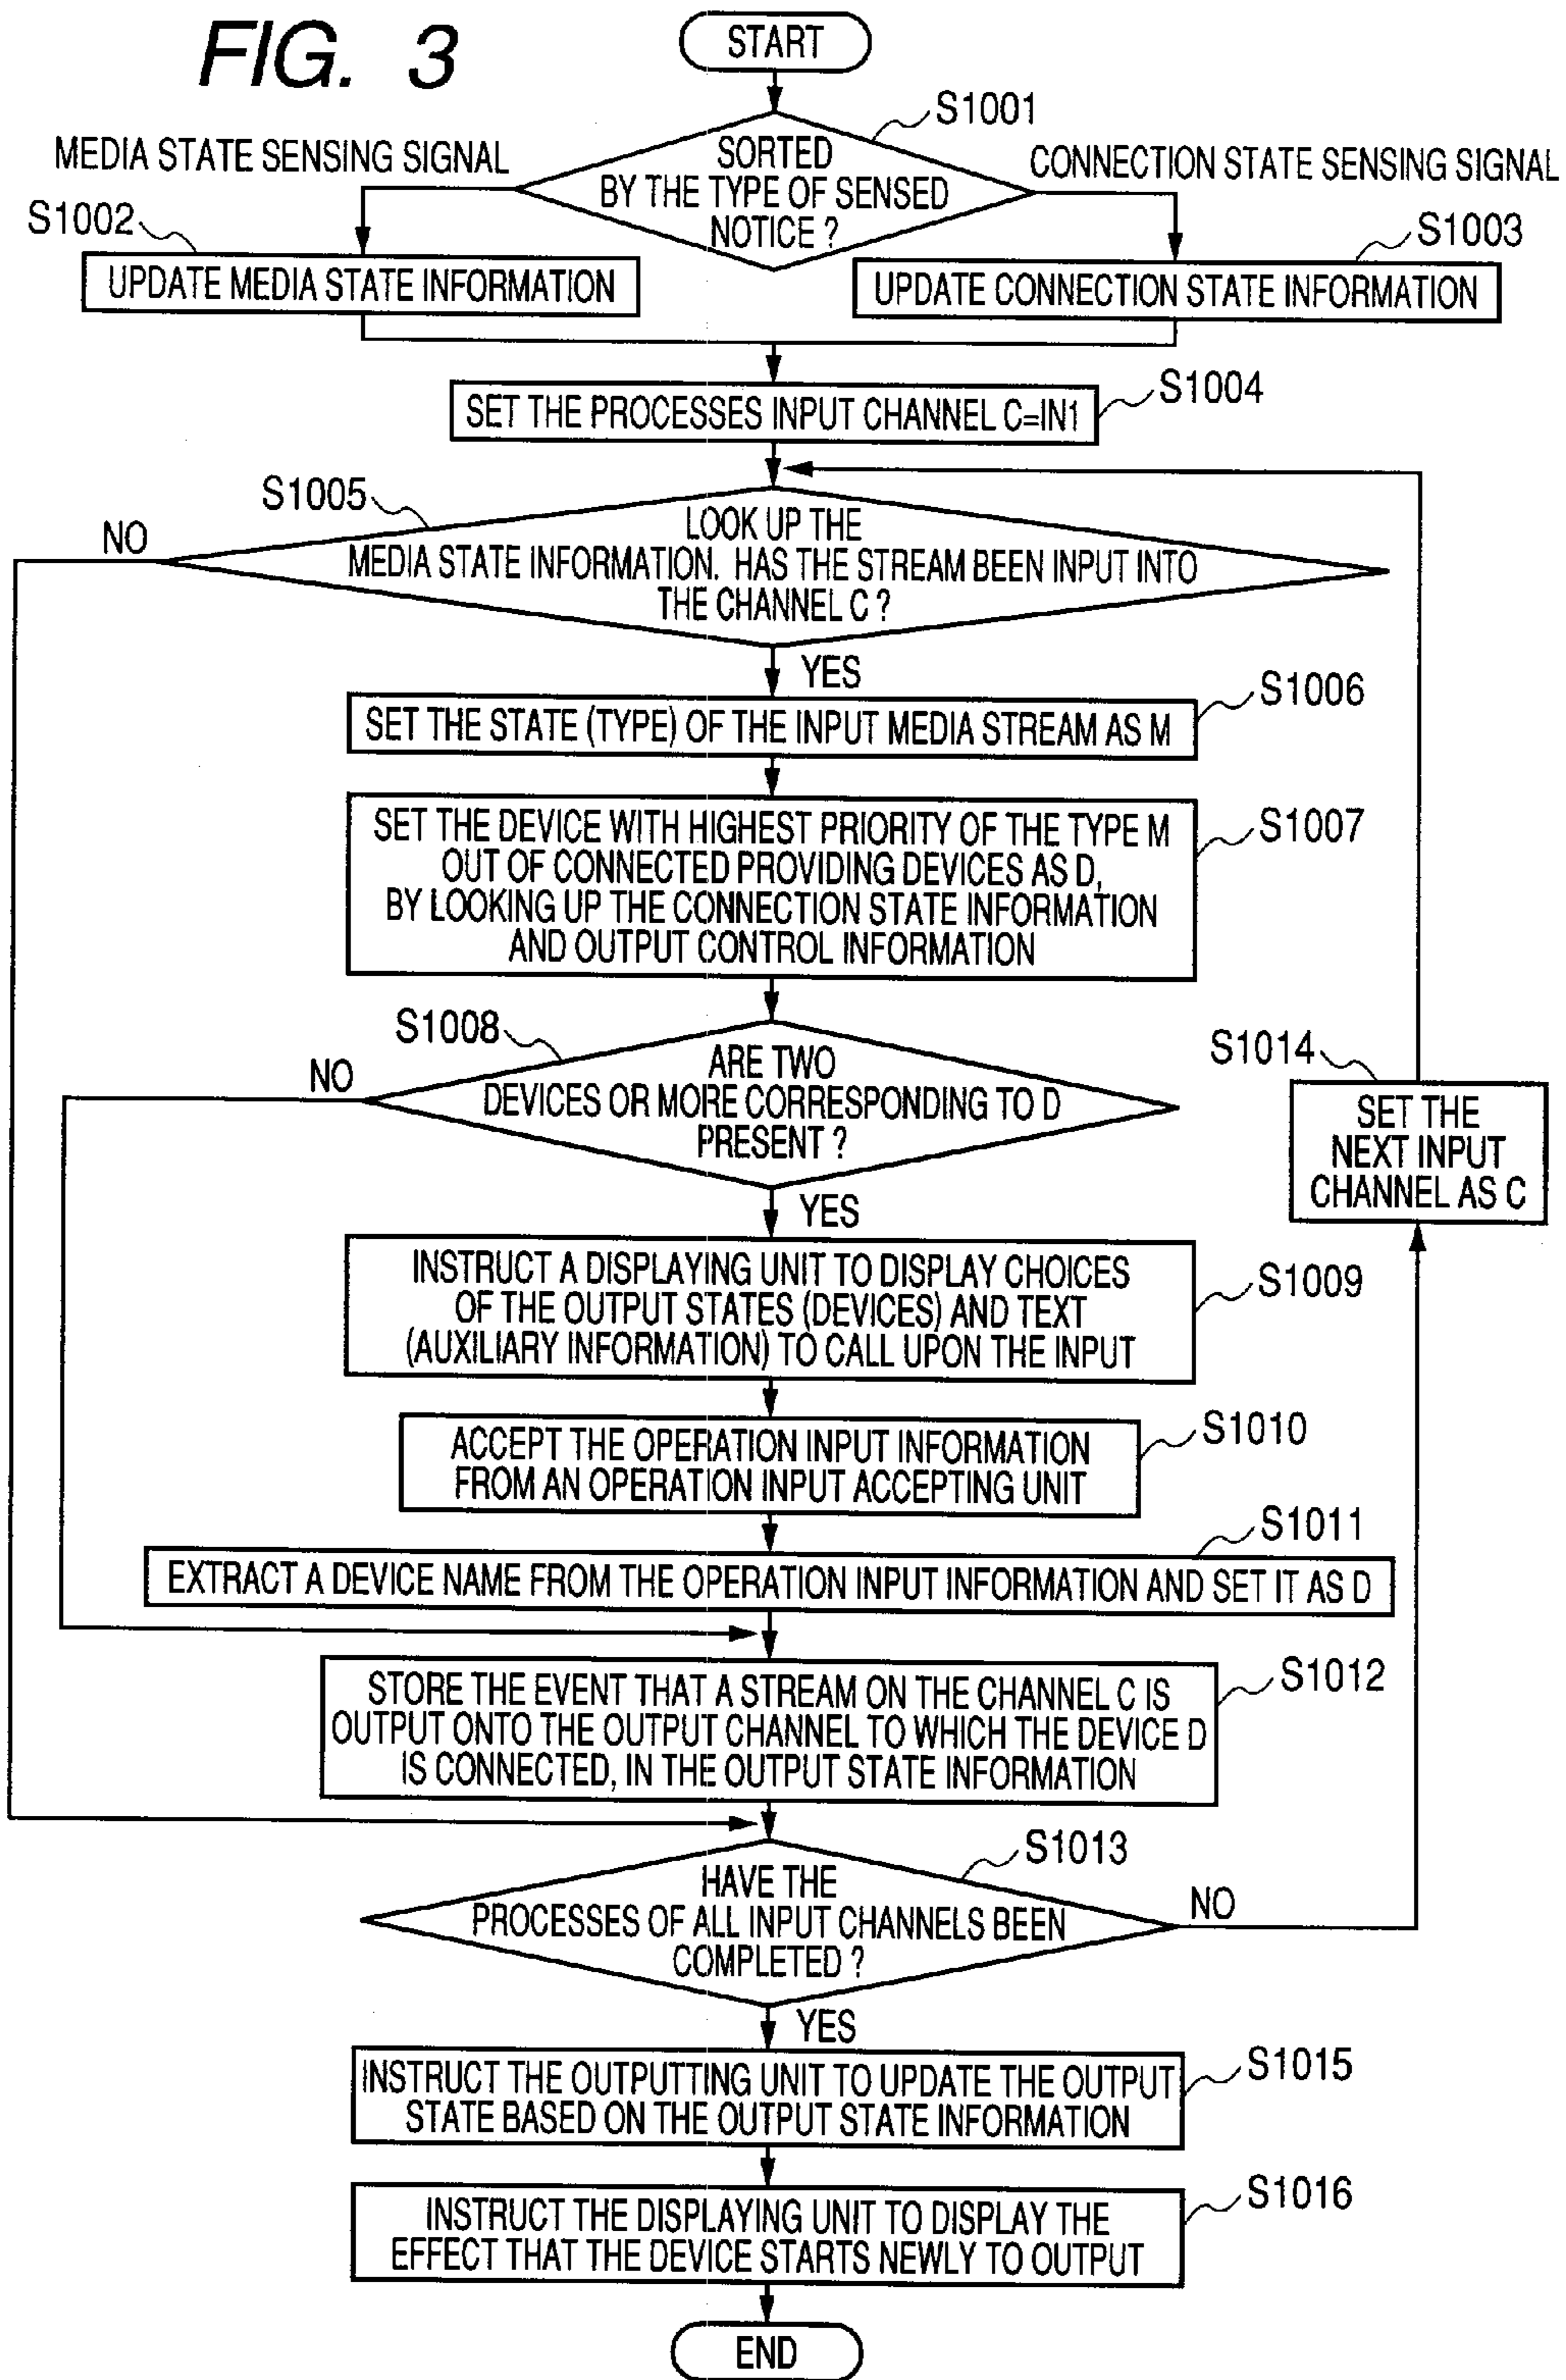 FIG. 3
START
S1001
SORTED
BY THE TYPE OF SENSED
NOTICE ?
MEDIA STATE SENSING SIGNAL
CONNECTION STATE SENSING SIGNAL
S1002
UPDATE MEDIA STATE INFORMATION
S1003
UPDATE CONNECTION STATE INFORMATION
SET THE PROCESSES INPUT CHANNEL C=IN1
S1004
S1005
NO
LOOK UP THE
MEDIA STATE INFORMATION. HAS THE STREAM BEEN INPUT INTO
THE CHANNEL C ?
YES
S1006
SET THE STATE (TYPE) OF THE INPUT MEDIA STREAM AS M
S1007
SET THE DEVICE WITH HIGHEST PRIORITY OF THE TYPE M
OUT OF CONNECTED PROVIDING DEVICES AS D,
BY LOOKING UP THE CONNECTION STATE INFORMATION
AND OUTPUT CONTROL INFORMATION
S1008
NO
ARE TWO
DEVICES OR MORE CORRESPONDING TO D
PRESENT ?
YES
S1014
SET THE
NEXT INPUT
CHANNEL AS C
S1009
INSTRUCT A DISPLAYING UNIT TO DISPLAY CHOICES
OF THE OUTPUT STATES (DEVICES) AND TEXT
(AUXILIARY INFORMATION) TO CALL UPON THE INPUT
S1010
ACCEPT THE OPERATION INPUT INFORMATION
FROM AN OPERATION INPUT ACCEPTING UNIT
S1011
EXTRACT A DEVICE NAME FROM THE OPERATION INPUT INFORMATION AND SET IT AS D
S1012
STORE THE EVENT THAT A STREAM ON THE CHANNEL C IS
OUTPUT ONTO THE OUTPUT CHANNEL TO WHICH THE DEVICE D
IS CONNECTED, IN THE OUTPUT STATE INFORMATION
S1013
HAVE THE
PROCESSES OF ALL INPUT CHANNELS BEEN
COMPLETED ?
NO
YES
S1015
INSTRUCT THE OUTPUTTING UNIT TO UPDATE THE OUTPUT
STATE BASED ON THE OUTPUT STATE INFORMATION
S1016
INSTRUCT THE DISPLAYING UNIT TO DISPLAY THE
EFFECT THAT THE DEVICE STARTS NEWLY TO OUTPUT
END